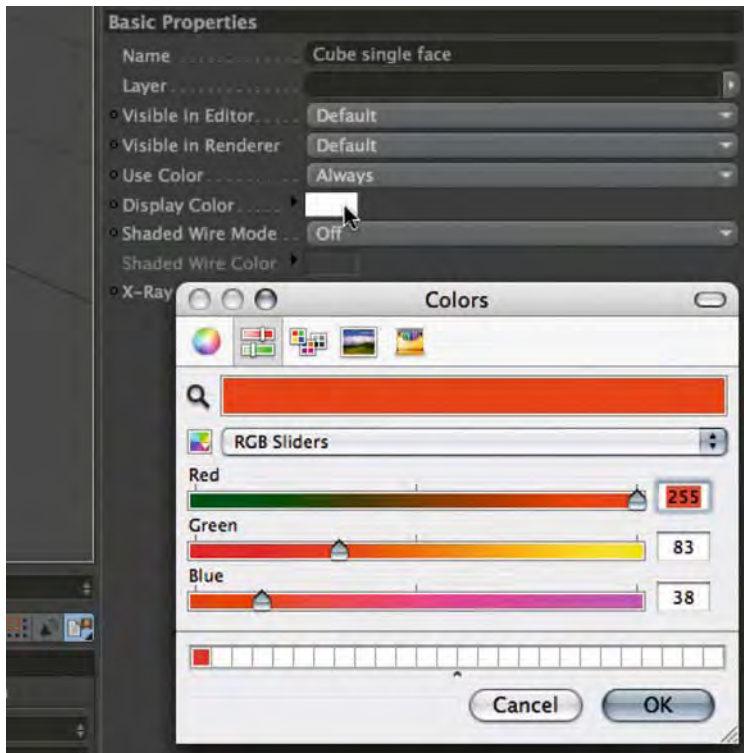 Basic Properties
Name Cube single face
Layer
Visible in Editor Default
Visible in Renderer Default
Use Color Always
Display Color
Shaded Wire Mode Off
Shaded Wire Color
X-Ray
Colors
RGB Sliders
Red
255
Green
83
Blue
38
Cancel OK